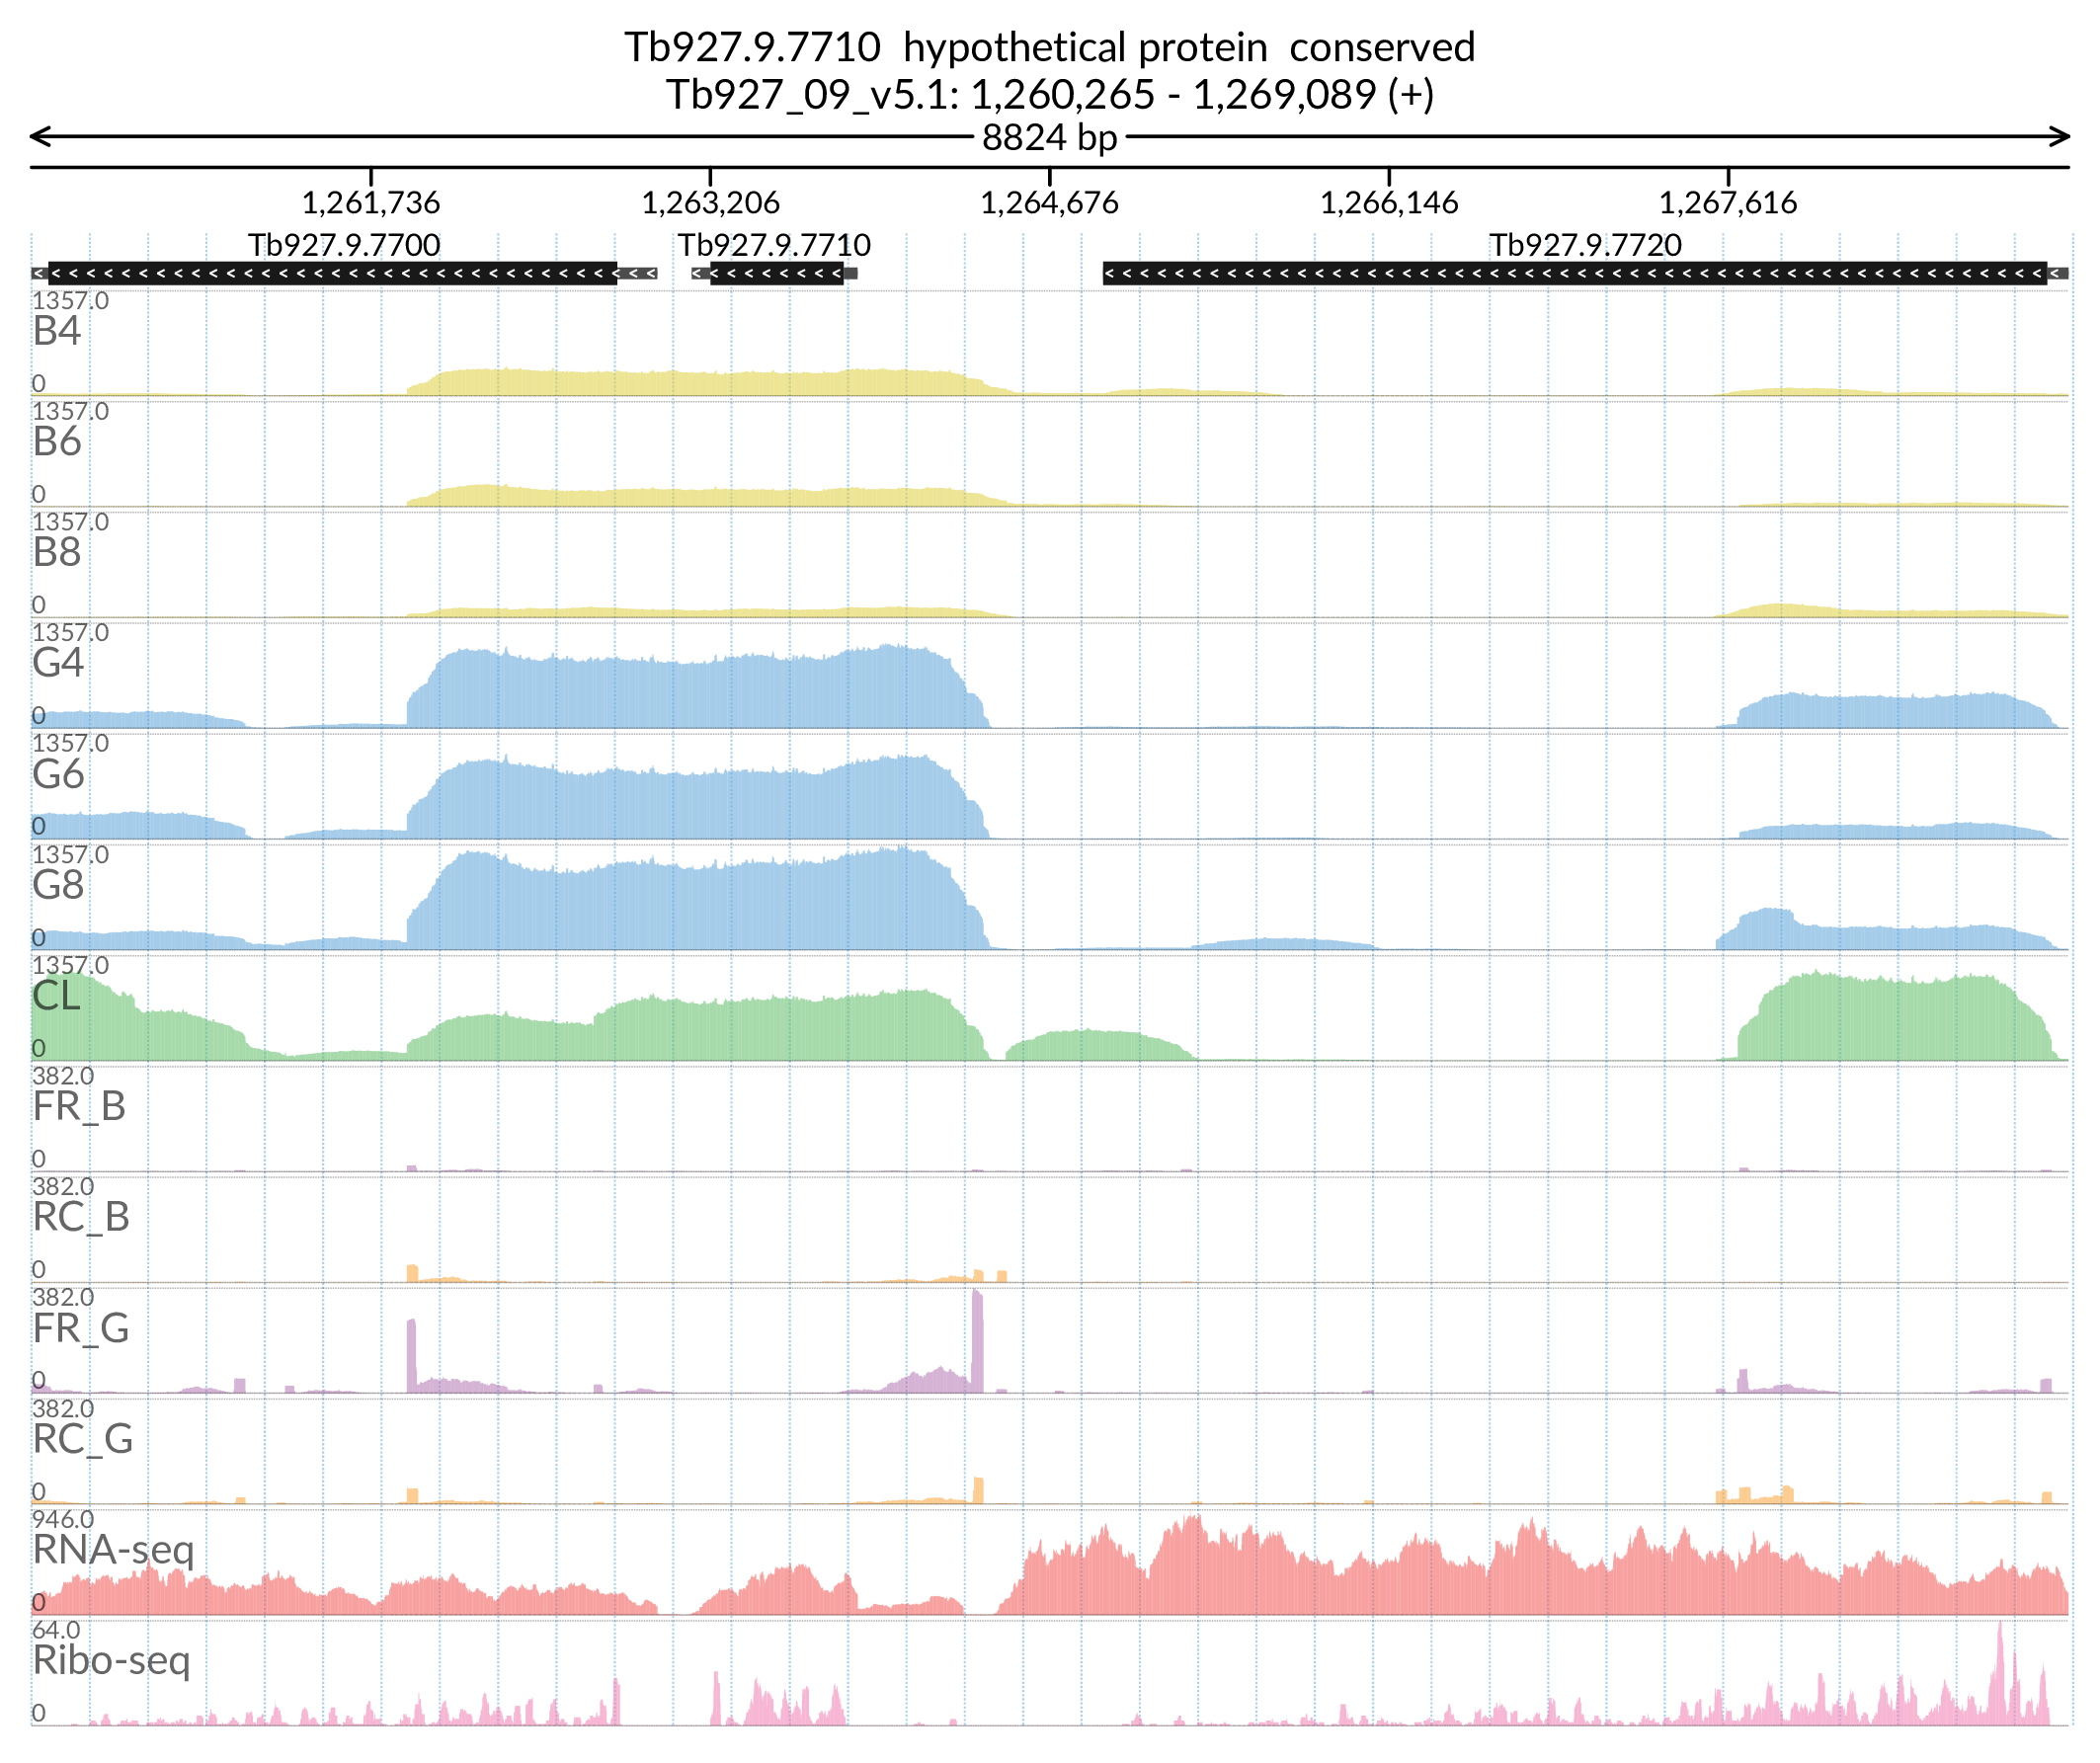 Tb927.9.7710  hypothetical protein  conserved
Tb927_09_v5.1: 1,260,265 - 1,269,089 (+)
8824 bp
1,261,736 1,263,206 1,264,676 1,266,146 1,267,616
Tb927.9.7700 Tb927.9.7710 Tb927.9.7720
1357.0
B4
0
1357.0
B6
0
1357.0
B8
0
1357.0
G4
0
1357.0
G6
0
1357.0
G8
0
1357.0
CL
0
382.0
FR_B
0
382.0
RC_B
0
382.0
FR_G
0
382.0
RC_G
0
946.0
RNA-seq
0
64.0
Ribo-seq
0